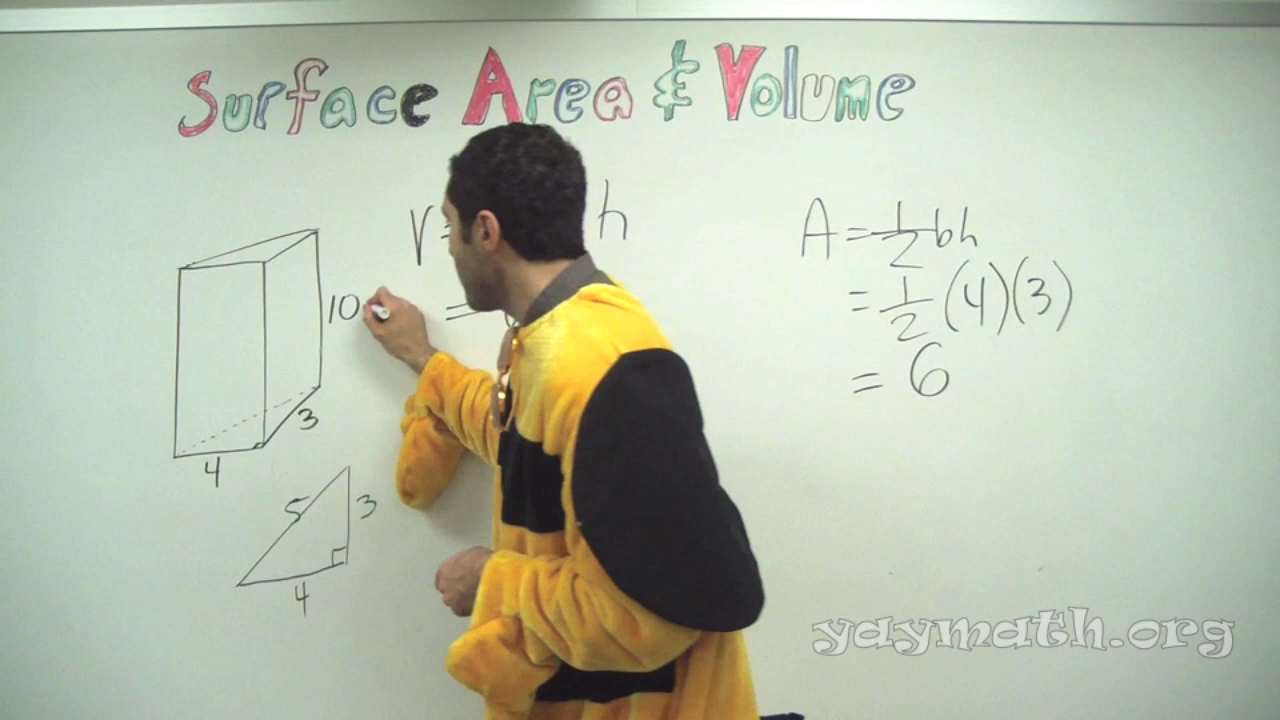 Surface Area & Volume
V = h
=
10
3
4
5
3
4
A = 1/2 bh
= 1/2 (4)(3)
= 6
yaymath.org